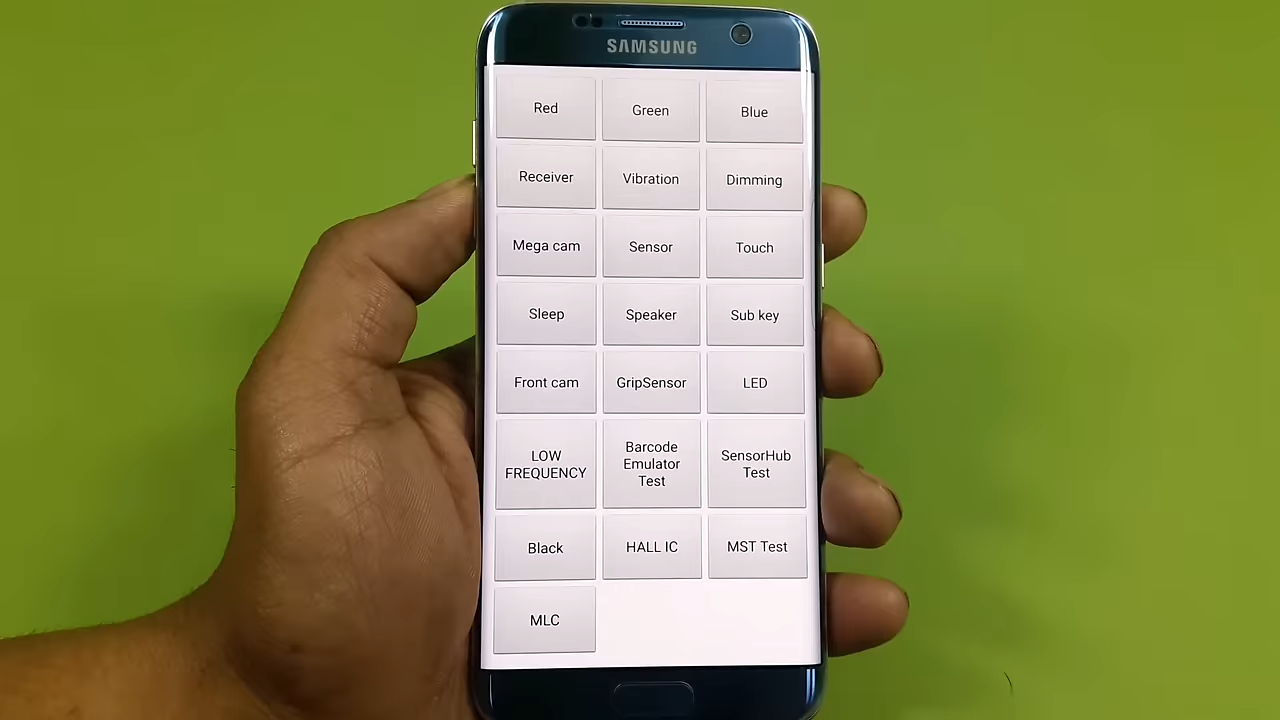 SAMSUNG
Red
Green
Blue
Receiver
Vibration
Dimming
Mega cam
Sensor
Touch
Sleep
Speaker
Sub key
Front cam
GripSensor
LED
LOW
FREQUENCY
Barcode
Emulator
Test
SensorHub
Test
Black
HALL IC
MST Test
MLC